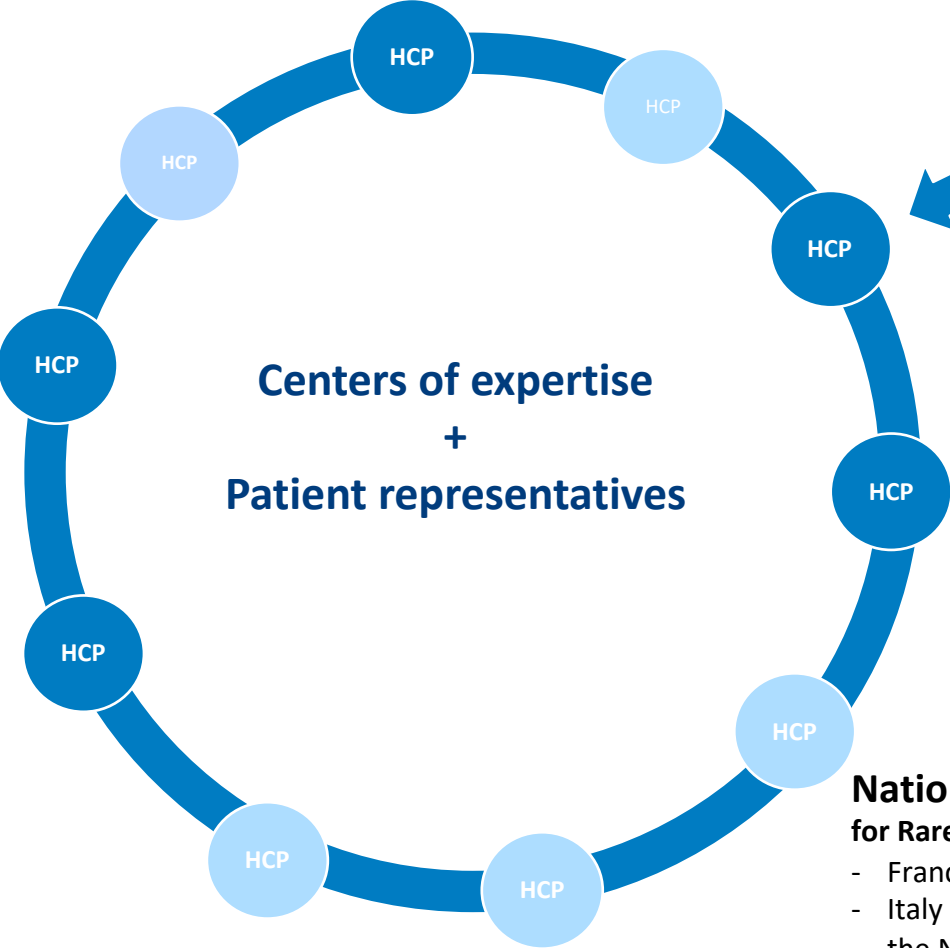 HCP
HCP
HCP
HCP
HCP
HCP
Centers of expertise
+
Patient representatives
HCP
HCP
HCP
HCP
Natio
for Rare
- Franc
- Italy